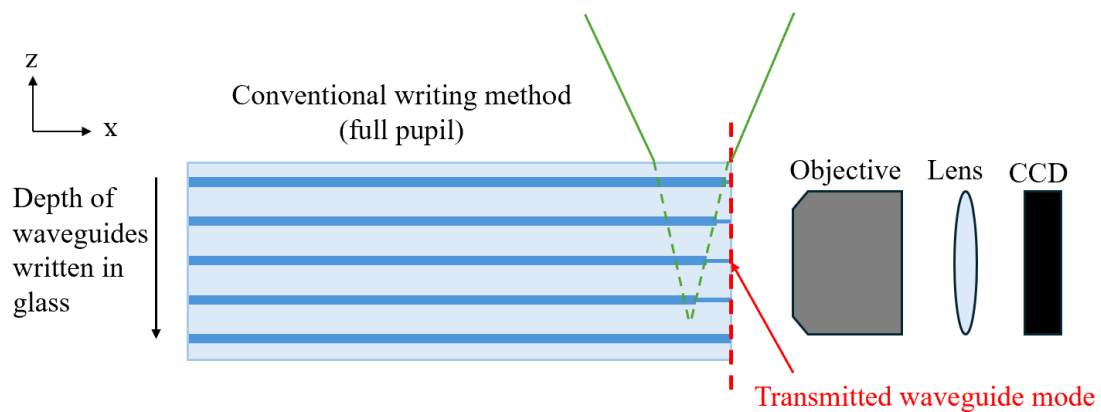 z
x
Conventional writing method
(full pupil)
Depth of
waveguides
written in
glass
Objective
Lens
CCD
Transmitted waveguide mode